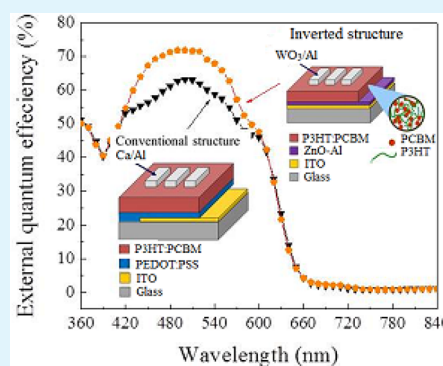 External quantum effeciency (%)
80
70
60
50
40
30
20
10
0
Inverted structure
WO3/Al
P3HT:PCBM
ZnO-Al
ITO
Glass
PCBM
P3HT
Conventional structure
Ca/Al
P3HT:PCBM
PEDOT:PSS
ITO
Glass
360 420 480 540 600 660 720 780 840
Wavelength (nm)